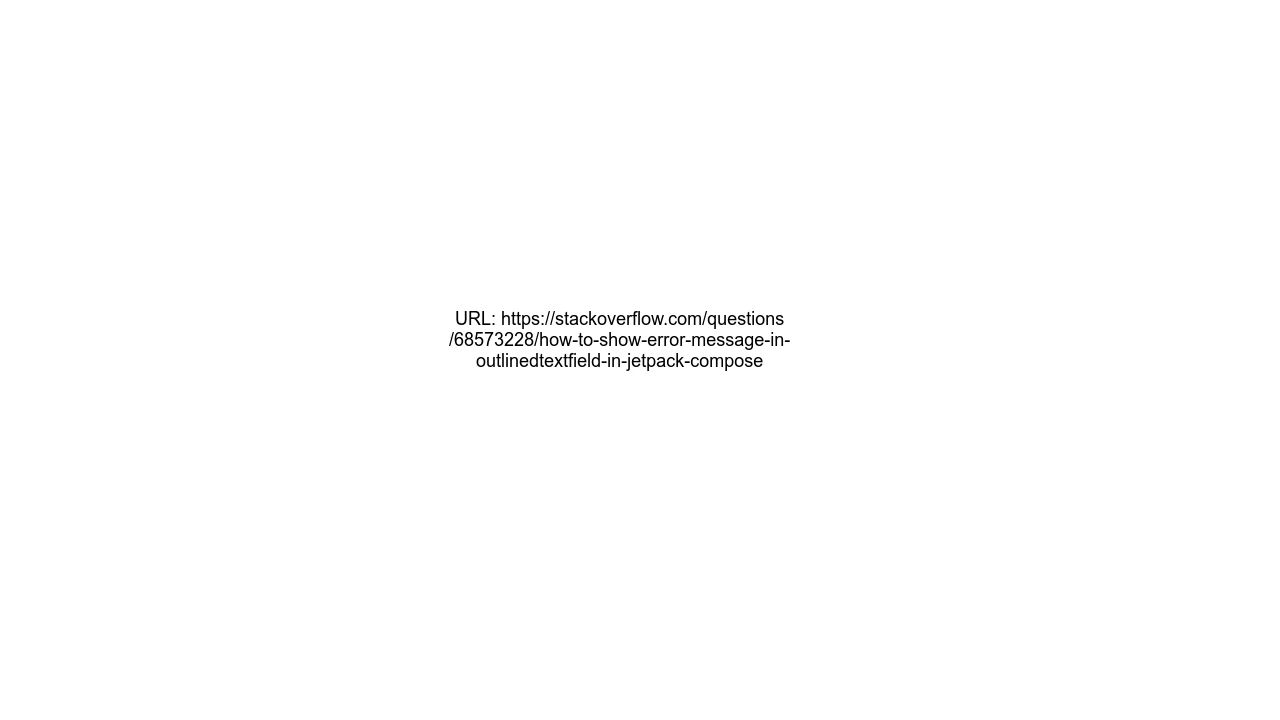 URL: https://stackoverflow.com/questions
/68573228/how-to-show-error-message-in-
outlinedtextfield-in-jetpack-compose